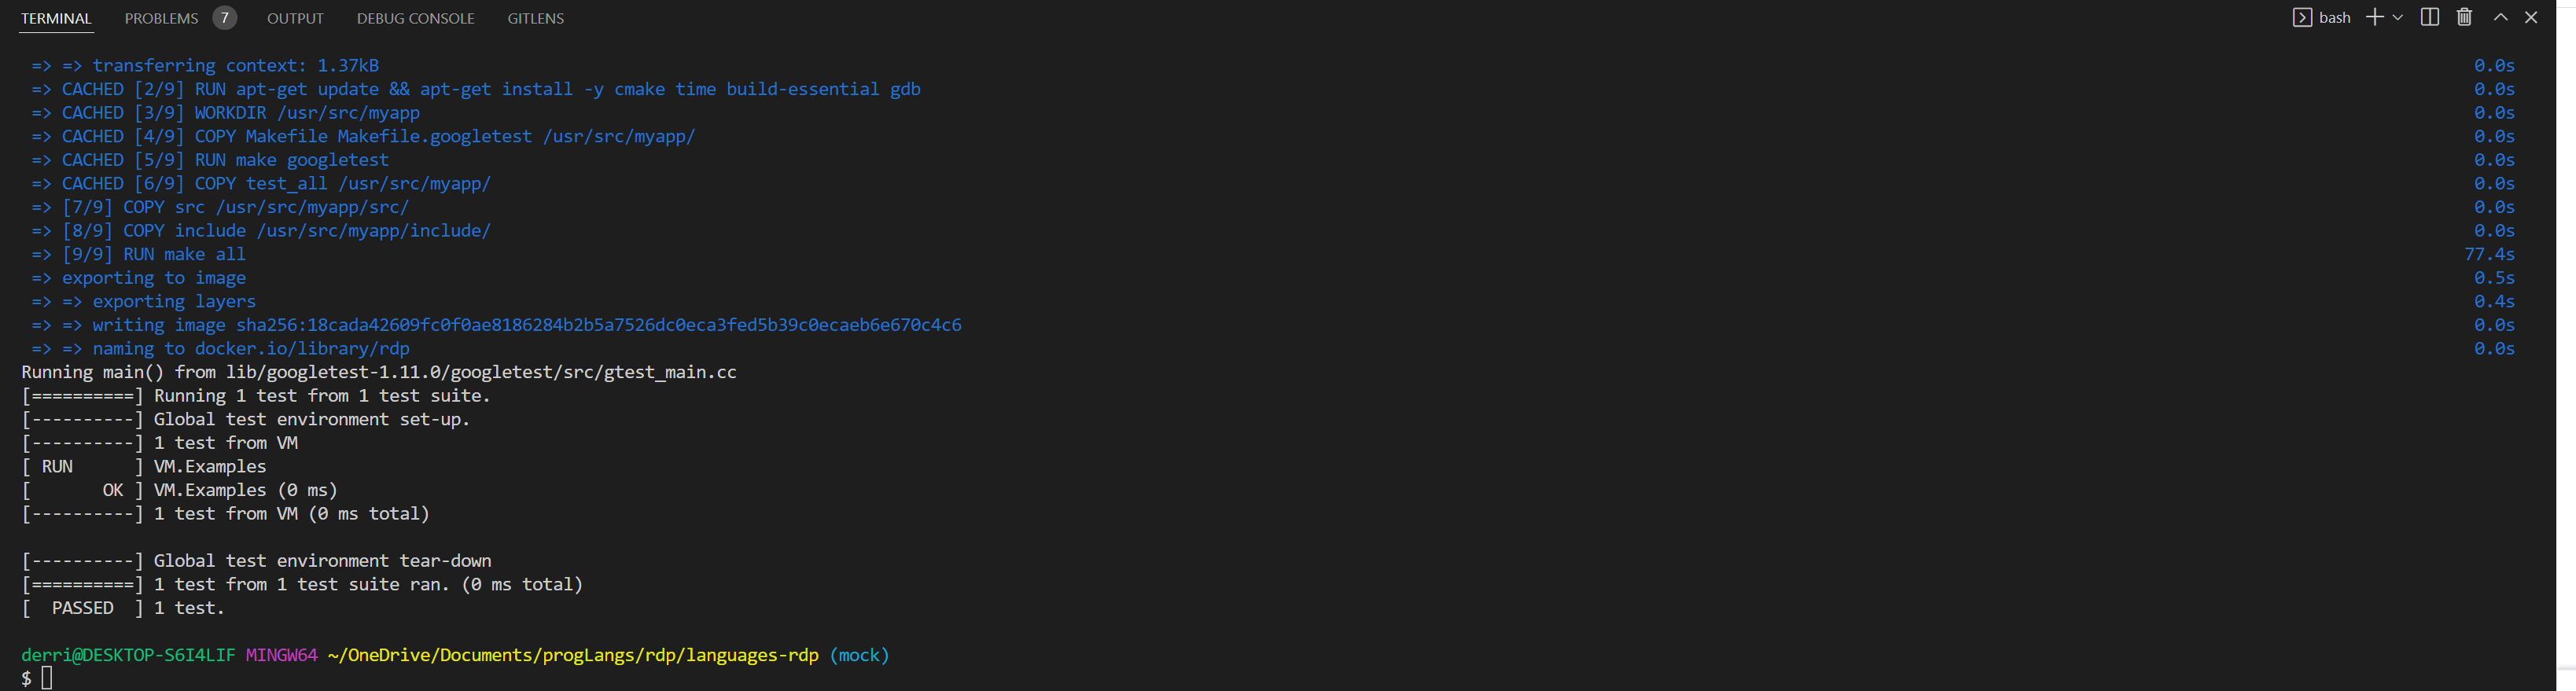 TERMINAL PROBLEMS 7 OUTPUT DEBUG CONSOLE GITLENS bash
=> => transferring context: 1.37kB 0.0s
=> CACHED [2/9] RUN apt-get update && apt-get install -y cmake time build-essential gdb 0.0s
=> CACHED [3/9] WORKDIR /usr/src/myapp 0.0s
=> CACHED [4/9] COPY Makefile Makefile.googletest /usr/src/myapp/ 0.0s
=> CACHED [5/9] RUN make googletest 0.0s
=> CACHED [6/9] COPY test_all /usr/src/myapp/ 0.0s
=> [7/9] COPY src /usr/src/myapp/src/ 0.0s
=> [8/9] COPY include /usr/src/myapp/include/ 0.0s
=> [9/9] RUN make all 77.4s
=> exporting to image 0.5s
=> => exporting layers 0.4s
=> => writing image sha256:18cada42609fc0f0ae8186284b2b5a7526dc0eca3fed5b39c0ecaeb6e670c4c6 0.0s
=> => naming to docker.io/library/rdp 0.0s
Running main() from lib/googletest-1.11.0/googletest/src/gtest_main.cc
[==========] Running 1 test from 1 test suite.
[----------] Global test environment set-up.
[----------] 1 test from VM
[ RUN      ] VM.Examples
[       OK ] VM.Examples (0 ms)
[----------] 1 test from VM (0 ms total)
[----------] Global test environment tear-down
[==========] 1 test from 1 test suite ran. (0 ms total)
[  PASSED  ] 1 test.
derri@DESKTOP-S6I4LIF MINGW64 ~/OneDrive/Documents/progLangs/rdp/languages-rdp (mock)
$